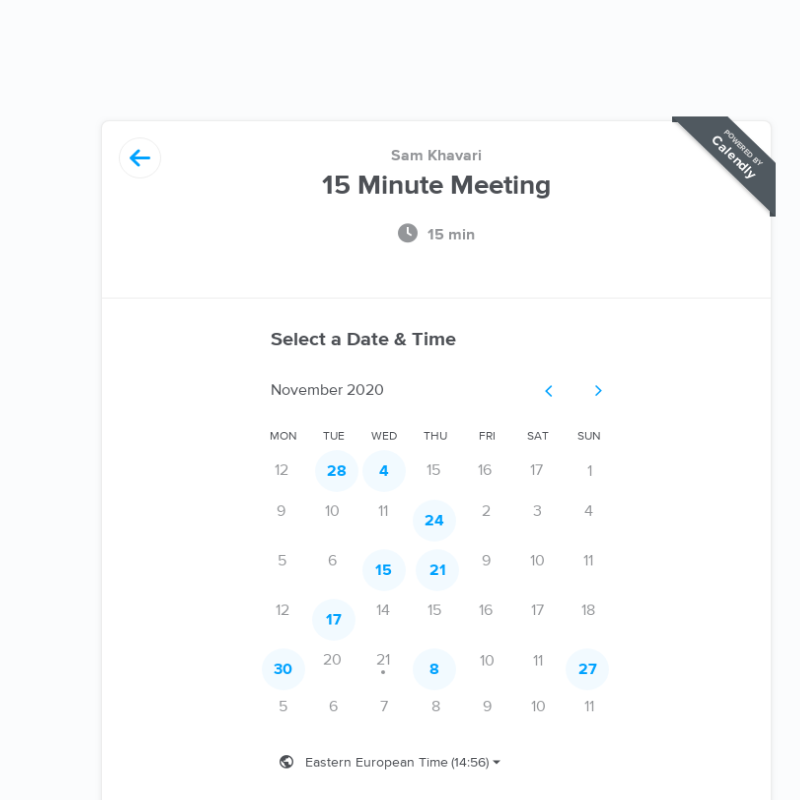 POWERED BY
Calendly
Sam Khavari
15 Minute Meeting
15 min
Select a Date & Time
November 2020
MON TUE WED THU FRI SAT SUN
12 28 4 15 16 17 1
9 10 11 24 2 3 4
5 6 15 21 9 10 11
12 17 14 15 16 17 18
30 20 21 8 10 11 27
5 6 7 8 9 10 11
Eastern European Time (14:56)